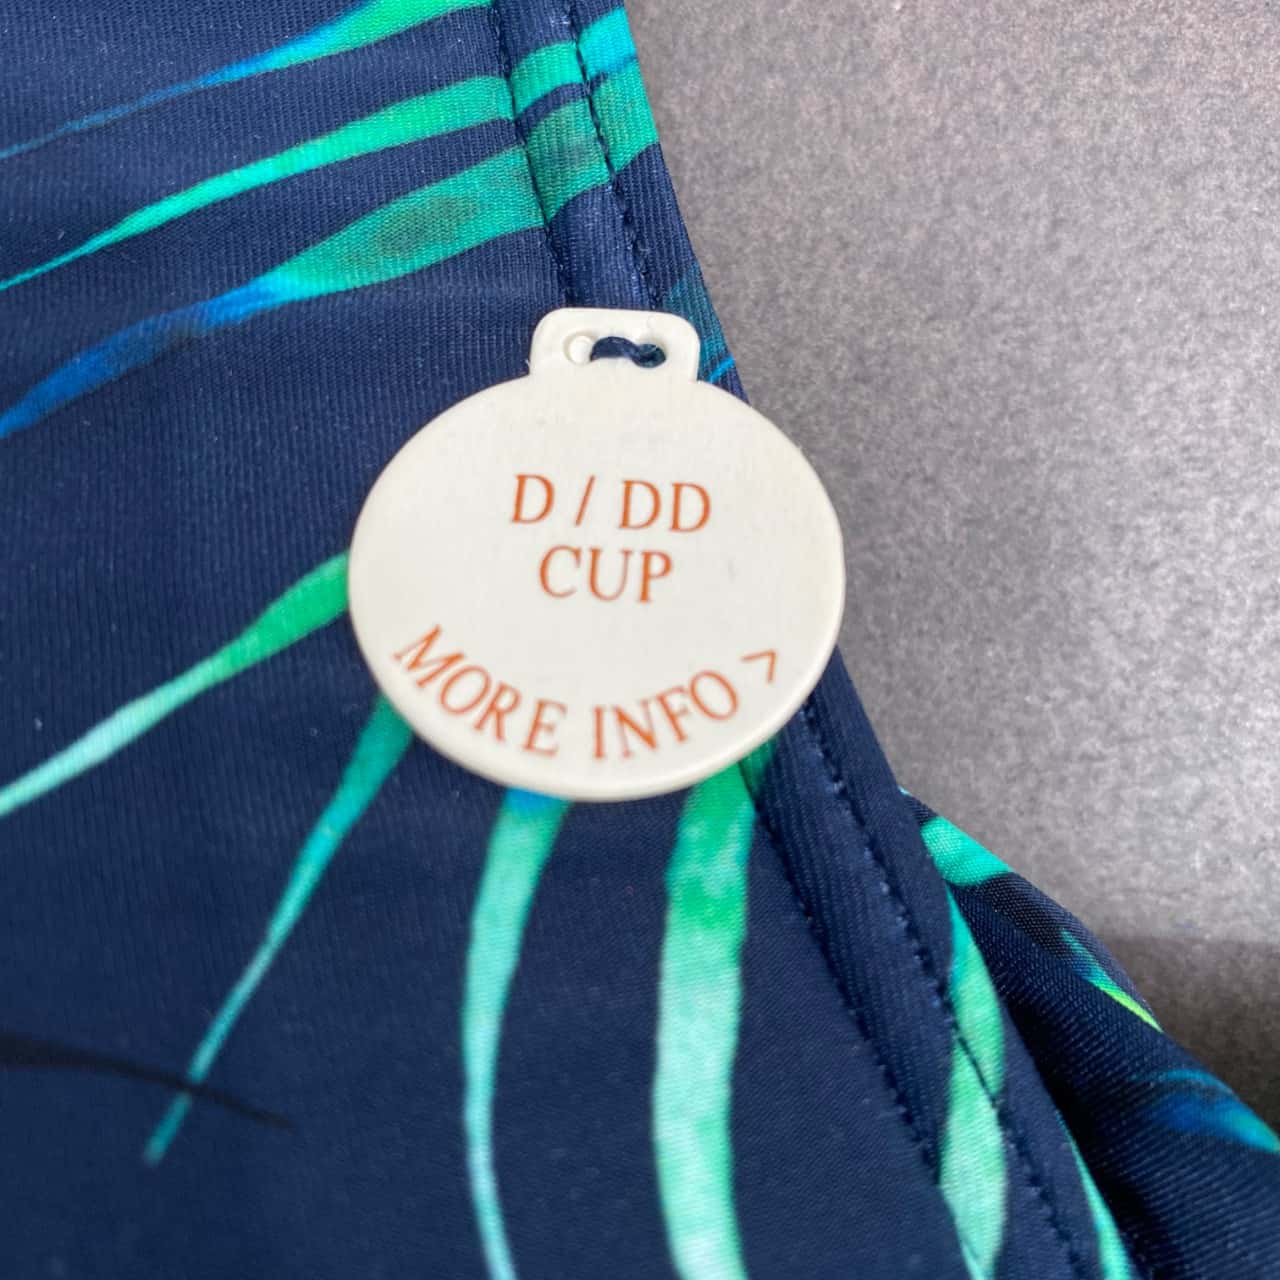 D / DD
CUP
MORE INFO >